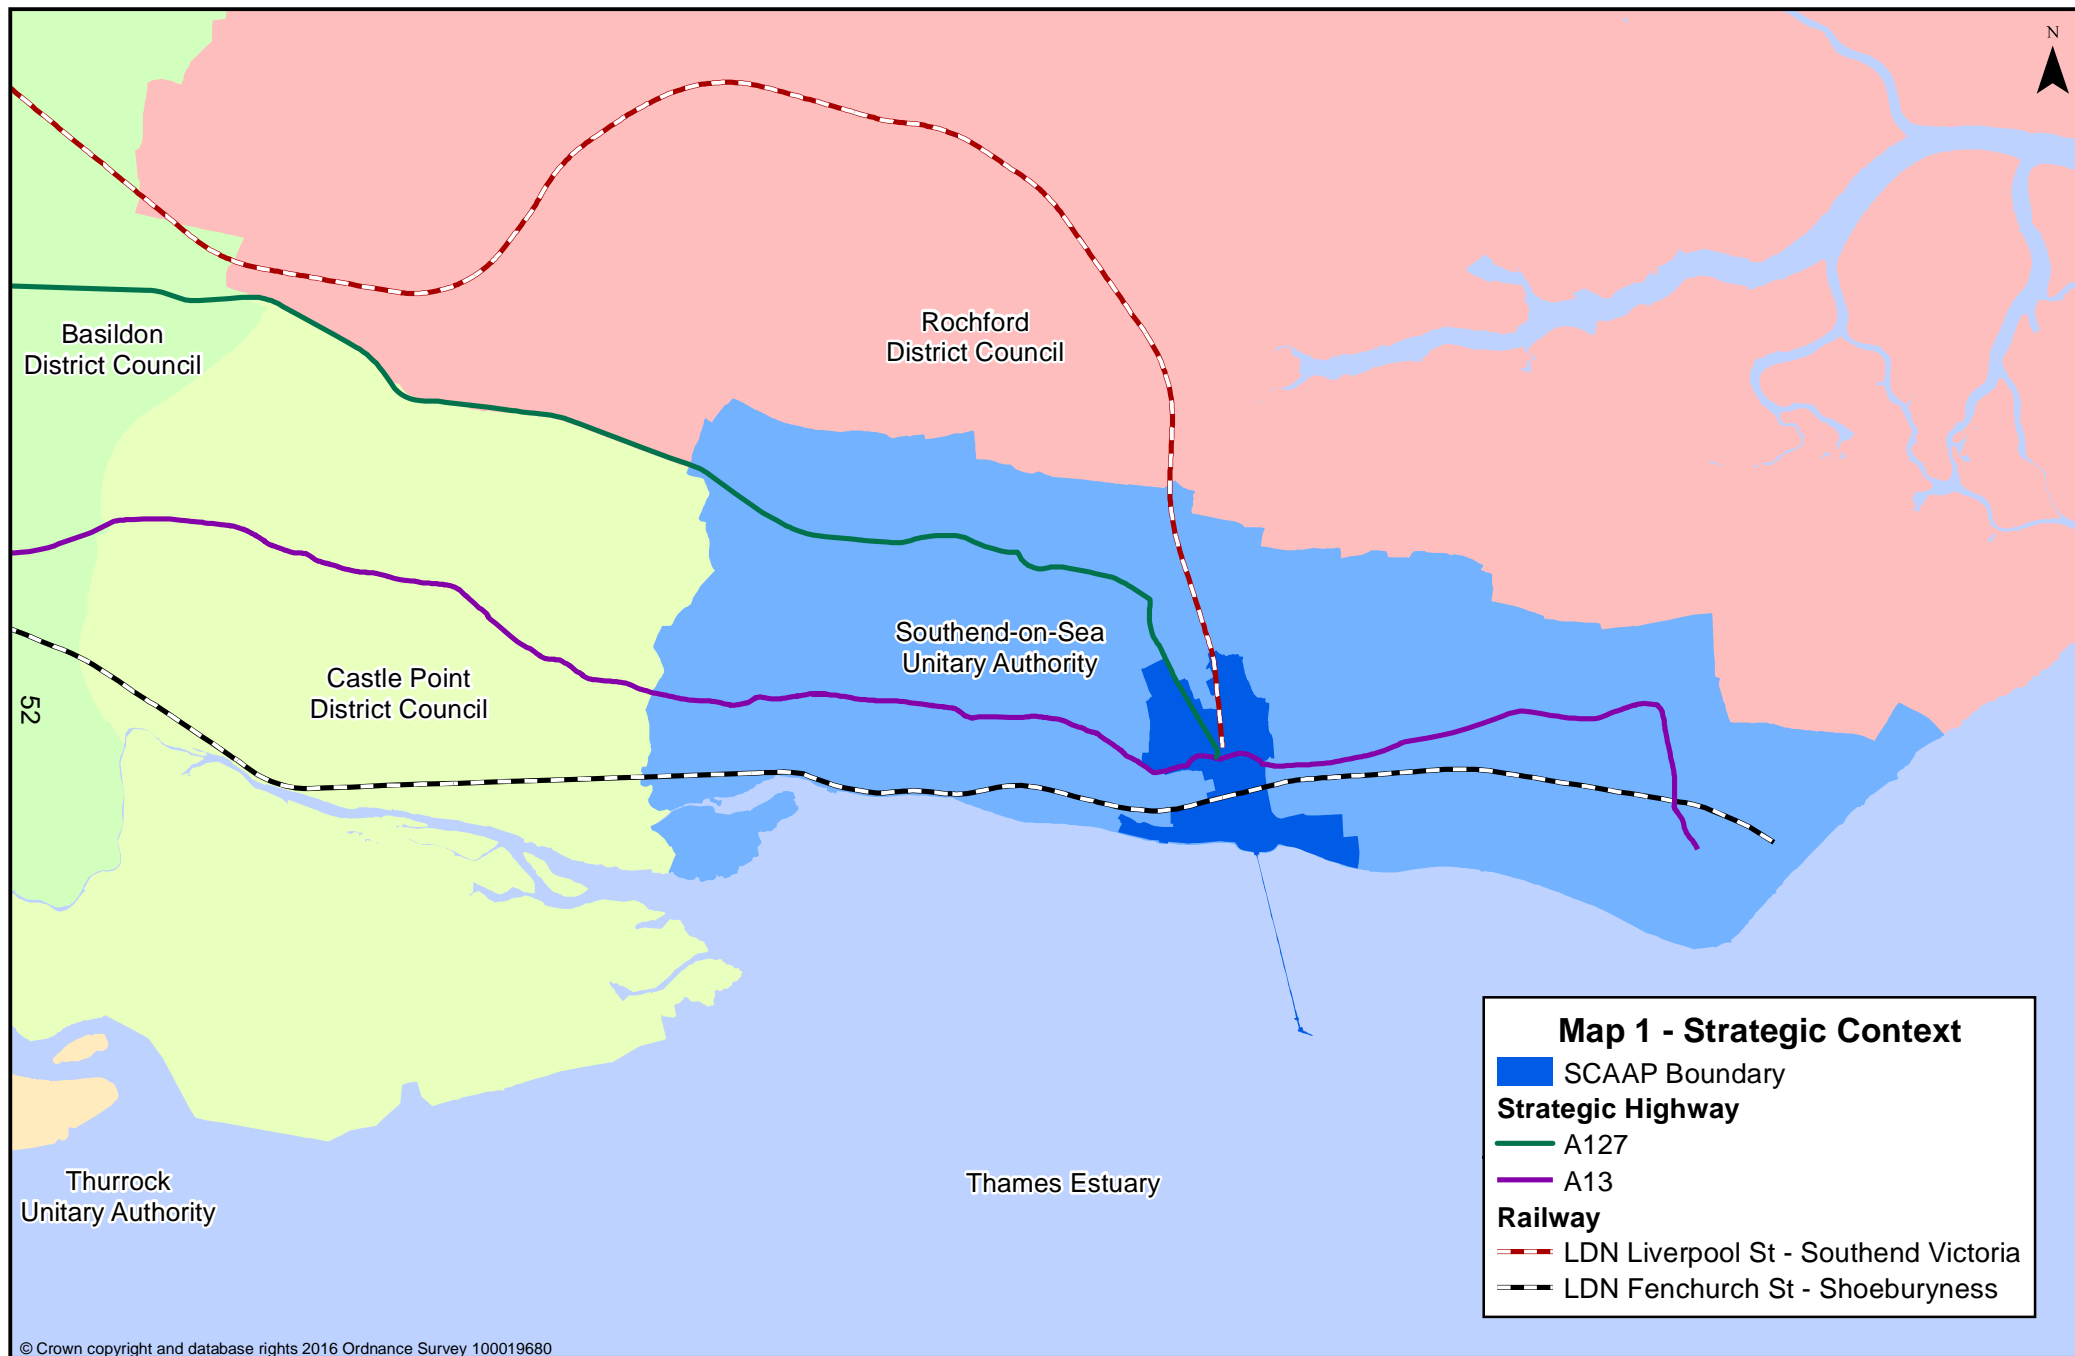 N
Rochford
District Council
Basildon
District Council
Southend-on-Sea
Unitary Authority
Castle Point
District Council
52
Thurrock
Unitary Authority
Thames Estuary
Map 1 - Strategic Context
SCAAP Boundary
Strategic Highway
A127
A13
Railway
LDN Liverpool St - Southend Victoria
LDN Fenchurch St - Shoeburyness
© Crown copyright and database rights 2016 Ordnance Survey 100019680